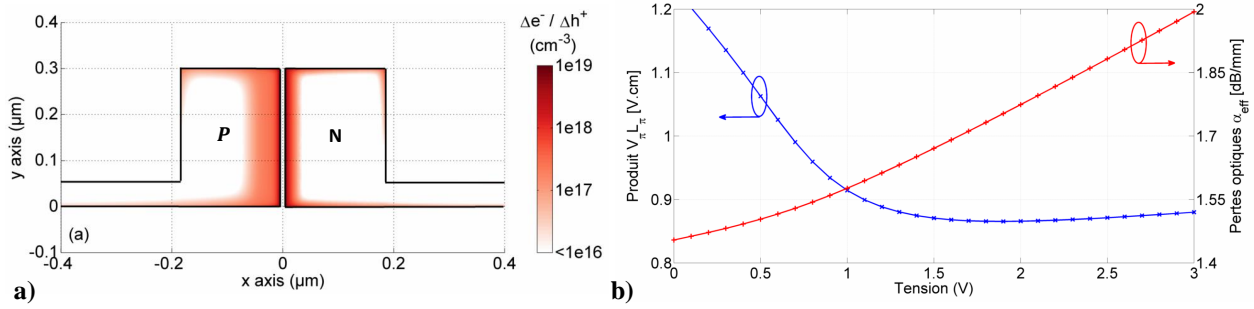 a)
0.4
0.3
0.2
0.1
0
-0.1
y axis (µm)
P
N
(a)
-0.4
-0.2
0
0.2
0.4
x axis (µm)
Δe⁻ / Δh⁺
(cm⁻³)
1e19
1e18
1e17
<1e16
b)
1.2
1.1
1
0.9
0.8
Produit VπLπ [V.cm]
0
0.5
1
1.5
2
2.5
3
Tension (V)
2
1.85
1.7
1.55
1.4
Pertes optiques αeff [dB/mm]